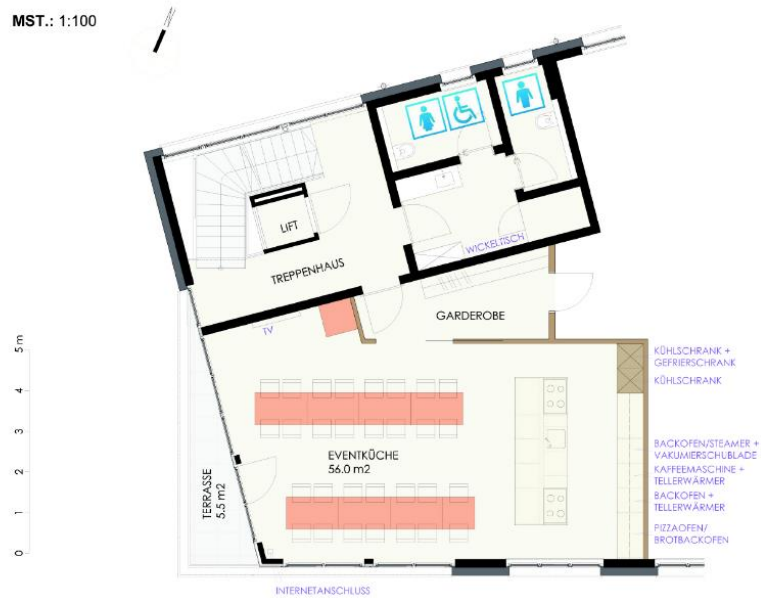 MST.: 1:100
LIFT
TREPPENHAUS
WICKELTISCH
GARDEROBE
TV
5 m
4
3
2
1
0
KÜHLSCHRANK +
GEFRIERSCHRANK
KÜHLSCHRANK
EVENTKÜCHE
56.0 m2
TERRASSE
5.5 m2
BACKOFEN/STEAMER +
VAKUMIERSCHUBLADE
KAFFEEMASCHINE +
TELLERWÄRMER
BACKOFEN +
TELLERWÄRMER
PIZZAOFEN/
BROTBACKOFEN
INTERNETANSCHLUSS